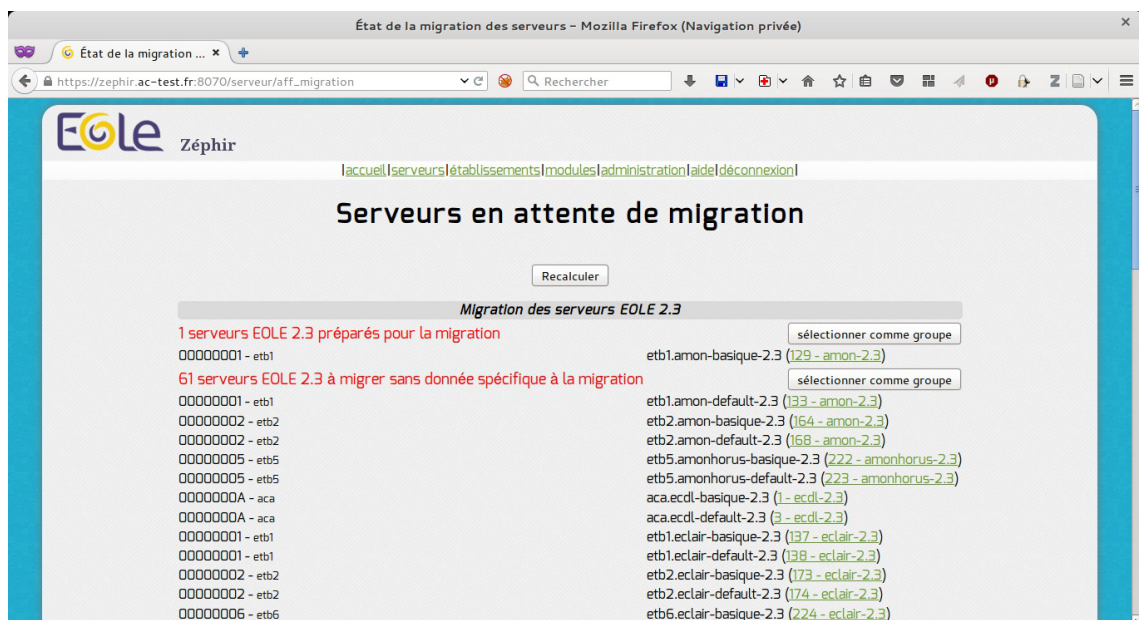 État de la migration des serveurs - Mozilla Firefox (Navigation privée)
État de la migration ...
https://zephir.ac-test.fr:8070/serveur/aff_migration
Rechercher
Eole Zéphir
|accueil|serveurs|établissements|modules|administration|aide|déconnexion|
Serveurs en attente de migration
Recalculer
Migration des serveurs EOLE 2.3
1 serveurs EOLE 2.3 préparés pour la migration sélectionner comme groupe
00000001 - etb1 etb1.amon-basique-2.3 (129 - amon-2.3)
61 serveurs EOLE 2.3 à migrer sans donnée spécifique à la migration sélectionner comme groupe
00000001 - etb1 etb1.amon-default-2.3 (133 - amon-2.3)
00000002 - etb2 etb2.amon-basique-2.3 (164 - amon-2.3)
00000002 - etb2 etb2.amon-default-2.3 (168 - amon-2.3)
00000005 - etb5 etb5.amonhorus-basique-2.3 (222 - amonhorus-2.3)
00000005 - etb5 etb5.amonhorus-default-2.3 (223 - amonhorus-2.3)
0000000A - aca aca.ecdl-basique-2.3 (1 - ecdl-2.3)
0000000A - aca aca.ecdl-default-2.3 (3 - ecdl-2.3)
00000001 - etb1 etb1.eclair-basique-2.3 (137 - eclair-2.3)
00000001 - etb1 etb1.eclair-default-2.3 (138 - eclair-2.3)
00000002 - etb2 etb2.eclair-basique-2.3 (173 - eclair-2.3)
00000002 - etb2 etb2.eclair-default-2.3 (174 - eclair-2.3)
00000006 - etb6 etb6.eclair-basique-2.3 (224 - eclair-2.3)